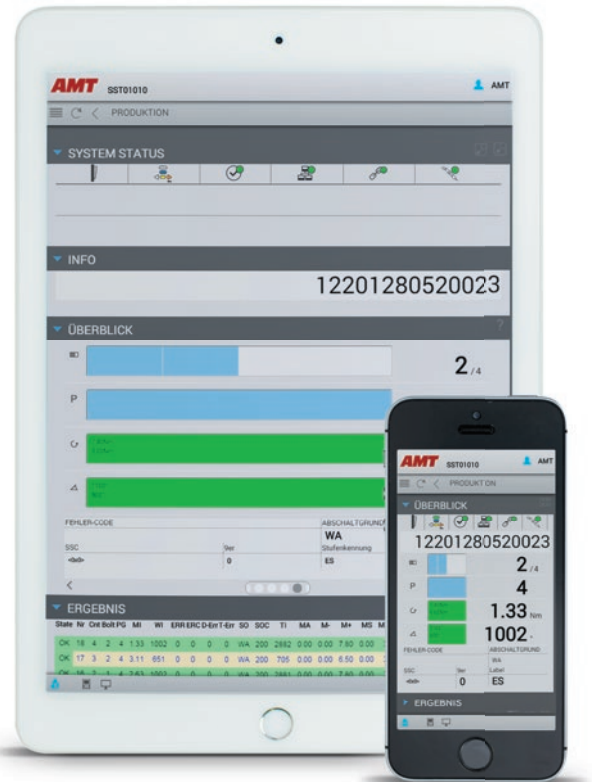 AMT SST01010 AMT
PRODUKTION
SYSTEM STATUS
INFO
12201280520023
ÜBERBLICK ?
2 /4
P
FEHLER-CODE ABSCHALTGRUND
WA
SSC 9er Stufenkennung
<0x0> 0 ES
ERGEBNIS
State Nr Cnt Bolt PG MI WI ERR ERC D-Err T-Err SO SOC TI MA M- M+ MS M
OK 18 4 2 4 1.33 1002 0 0 0 0 WA 200 2882 0.00 0.00 7.80 0.00
OK 17 3 2 4 3.11 651 0 0 0 0 WA 200 705 0.00 0.00 6.50 0.00
AMT SST01010 AMT
PRODUKTION
ÜBERBLICK
12201280520023
2 /4
P 4
1.33 Nm
1002 °
FEHLER-CODE ABSCHALTGRUND
WA
SSC 9er Label
<0x0> 0 ES
ERGEBNIS